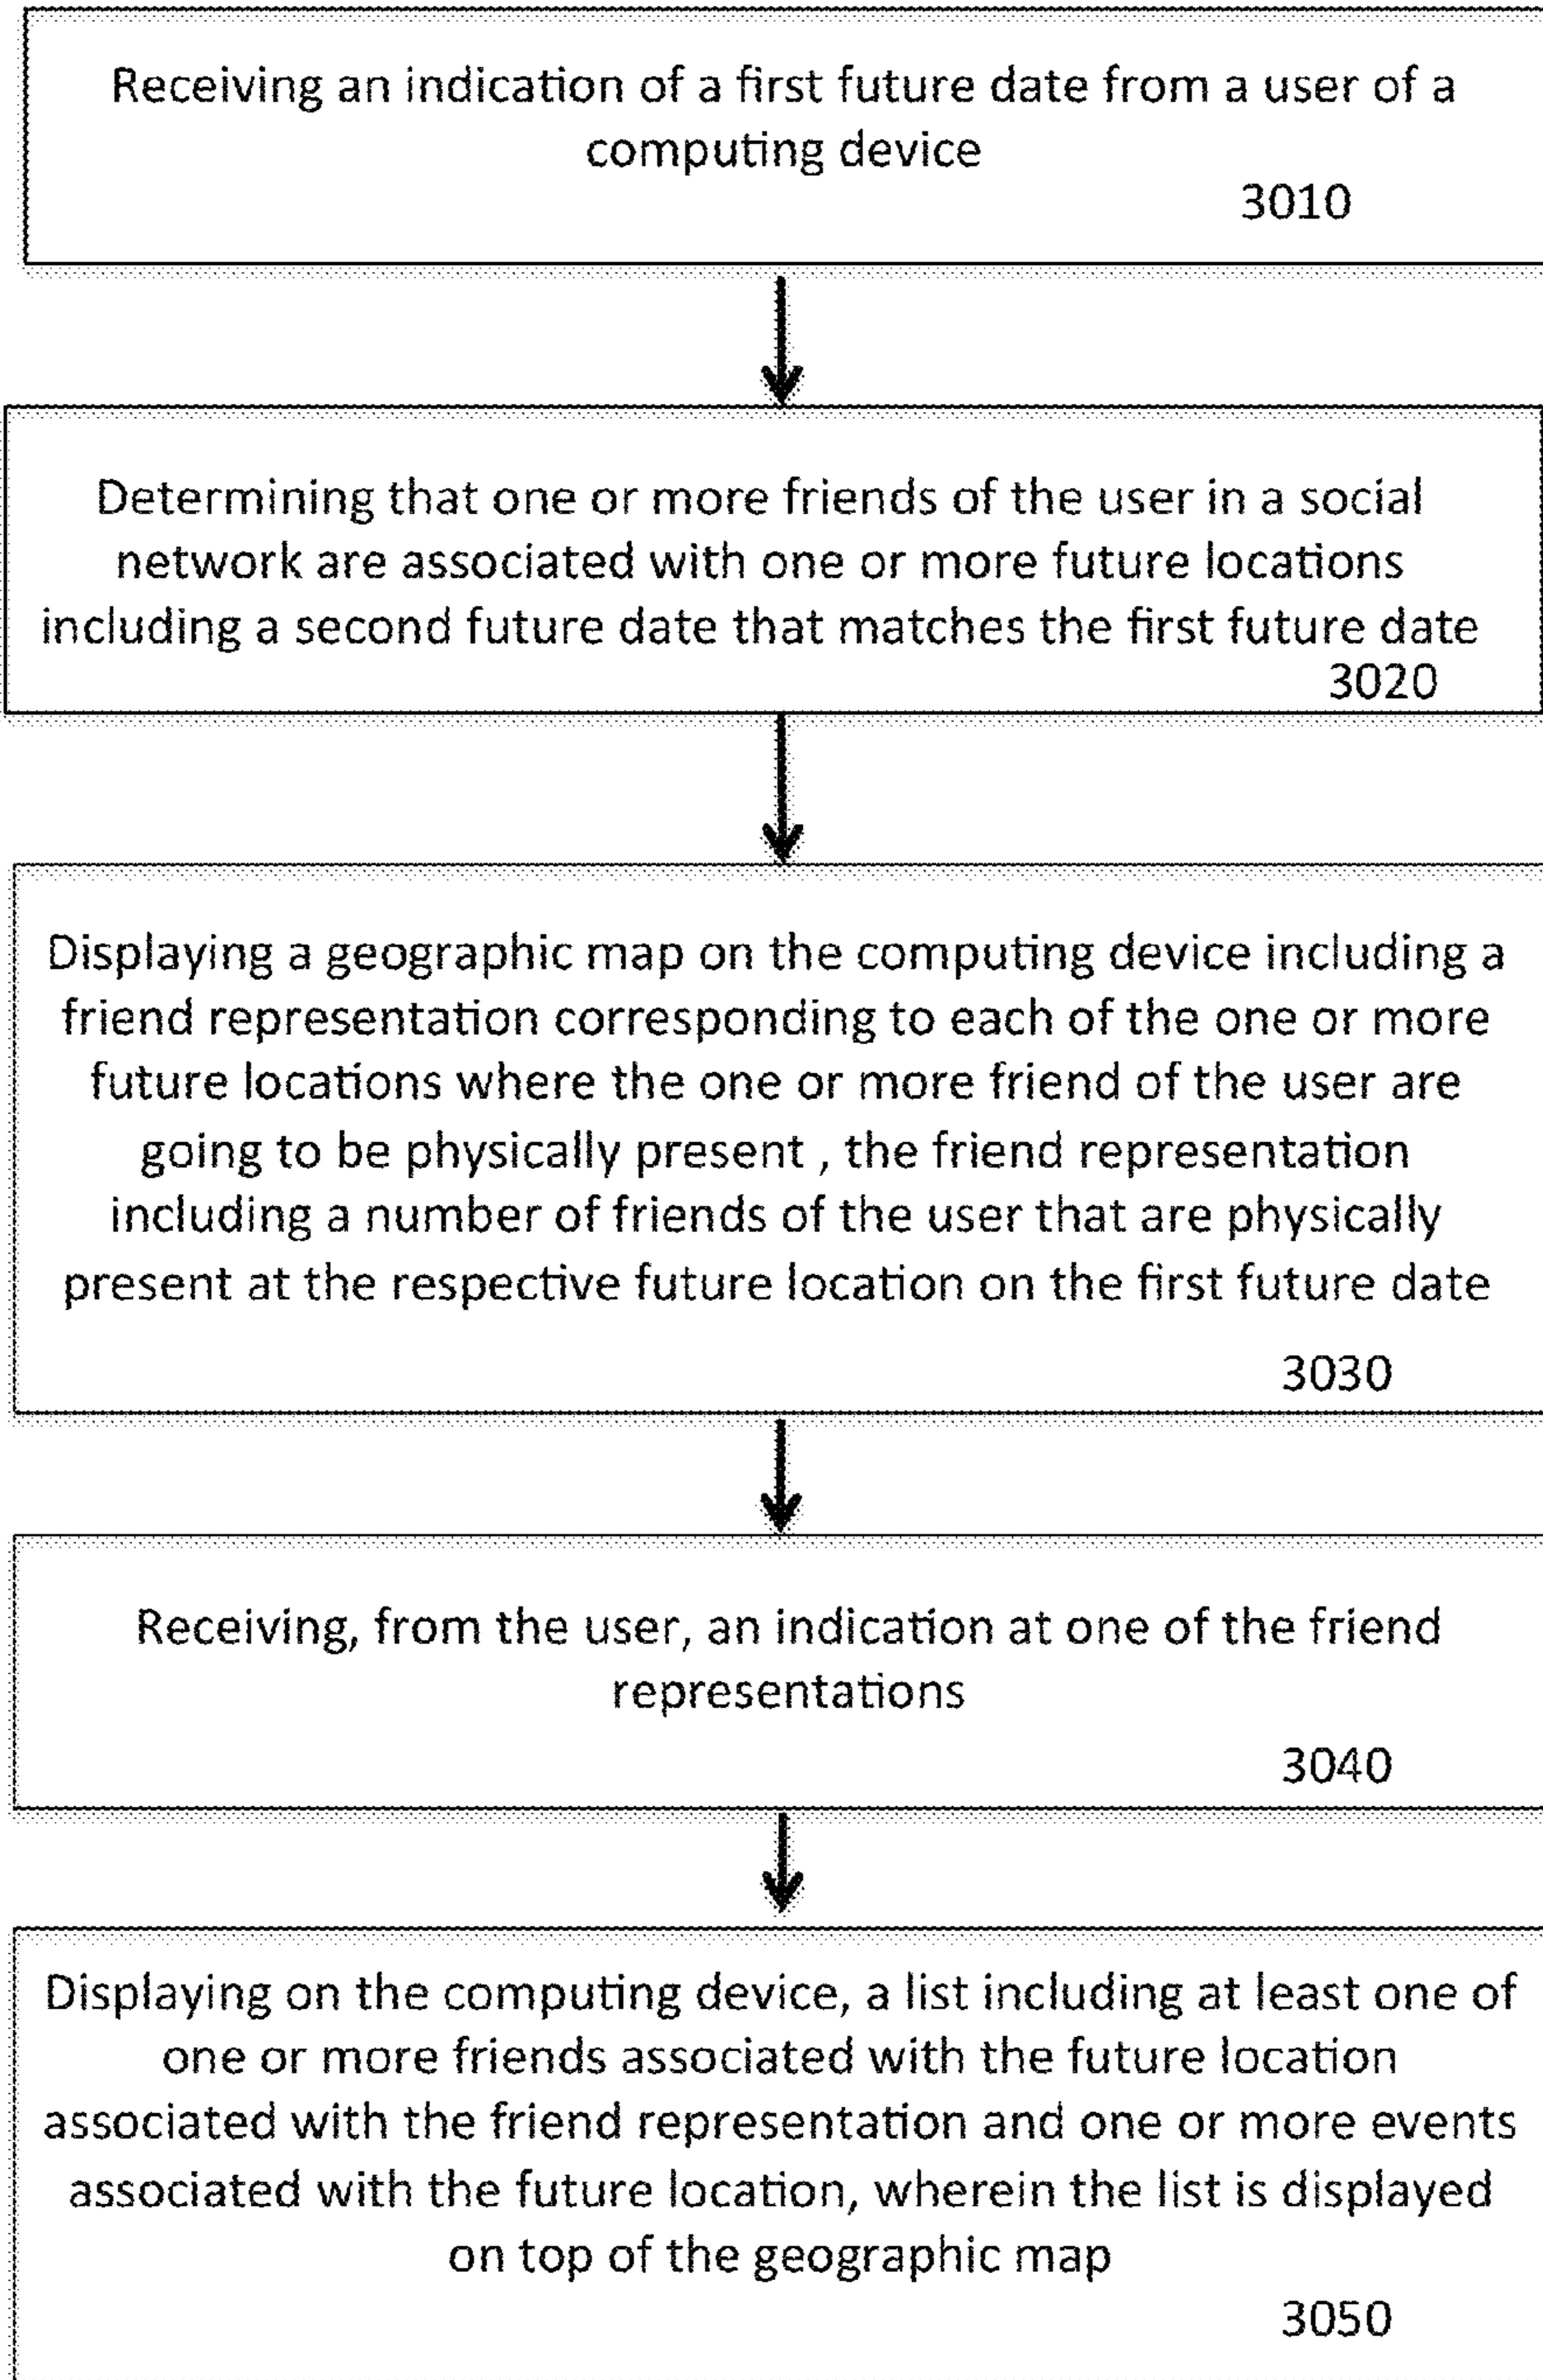 Receiving an indication of a first future date from a user of a
computing device
3010
Determining that one or more friends of the user in a social
network are associated with one or more future locations
including a second future date that matches the first future date
3020
Displaying a geographic map on the computing device including a
friend representation corresponding to each of the one or more
future locations where the one or more friend of the user are
going to be physically present , the friend representation
including a number of friends of the user that are physically
present at the respective future location on the first future date
3030
Receiving, from the user, an indication at one of the friend
representations
3040
Displaying on the computing device, a list including at least one of
one or more friends associated with the future location
associated with the friend representation and one or more events
associated with the future location, wherein the list is displayed
on top of the geographic map
3050